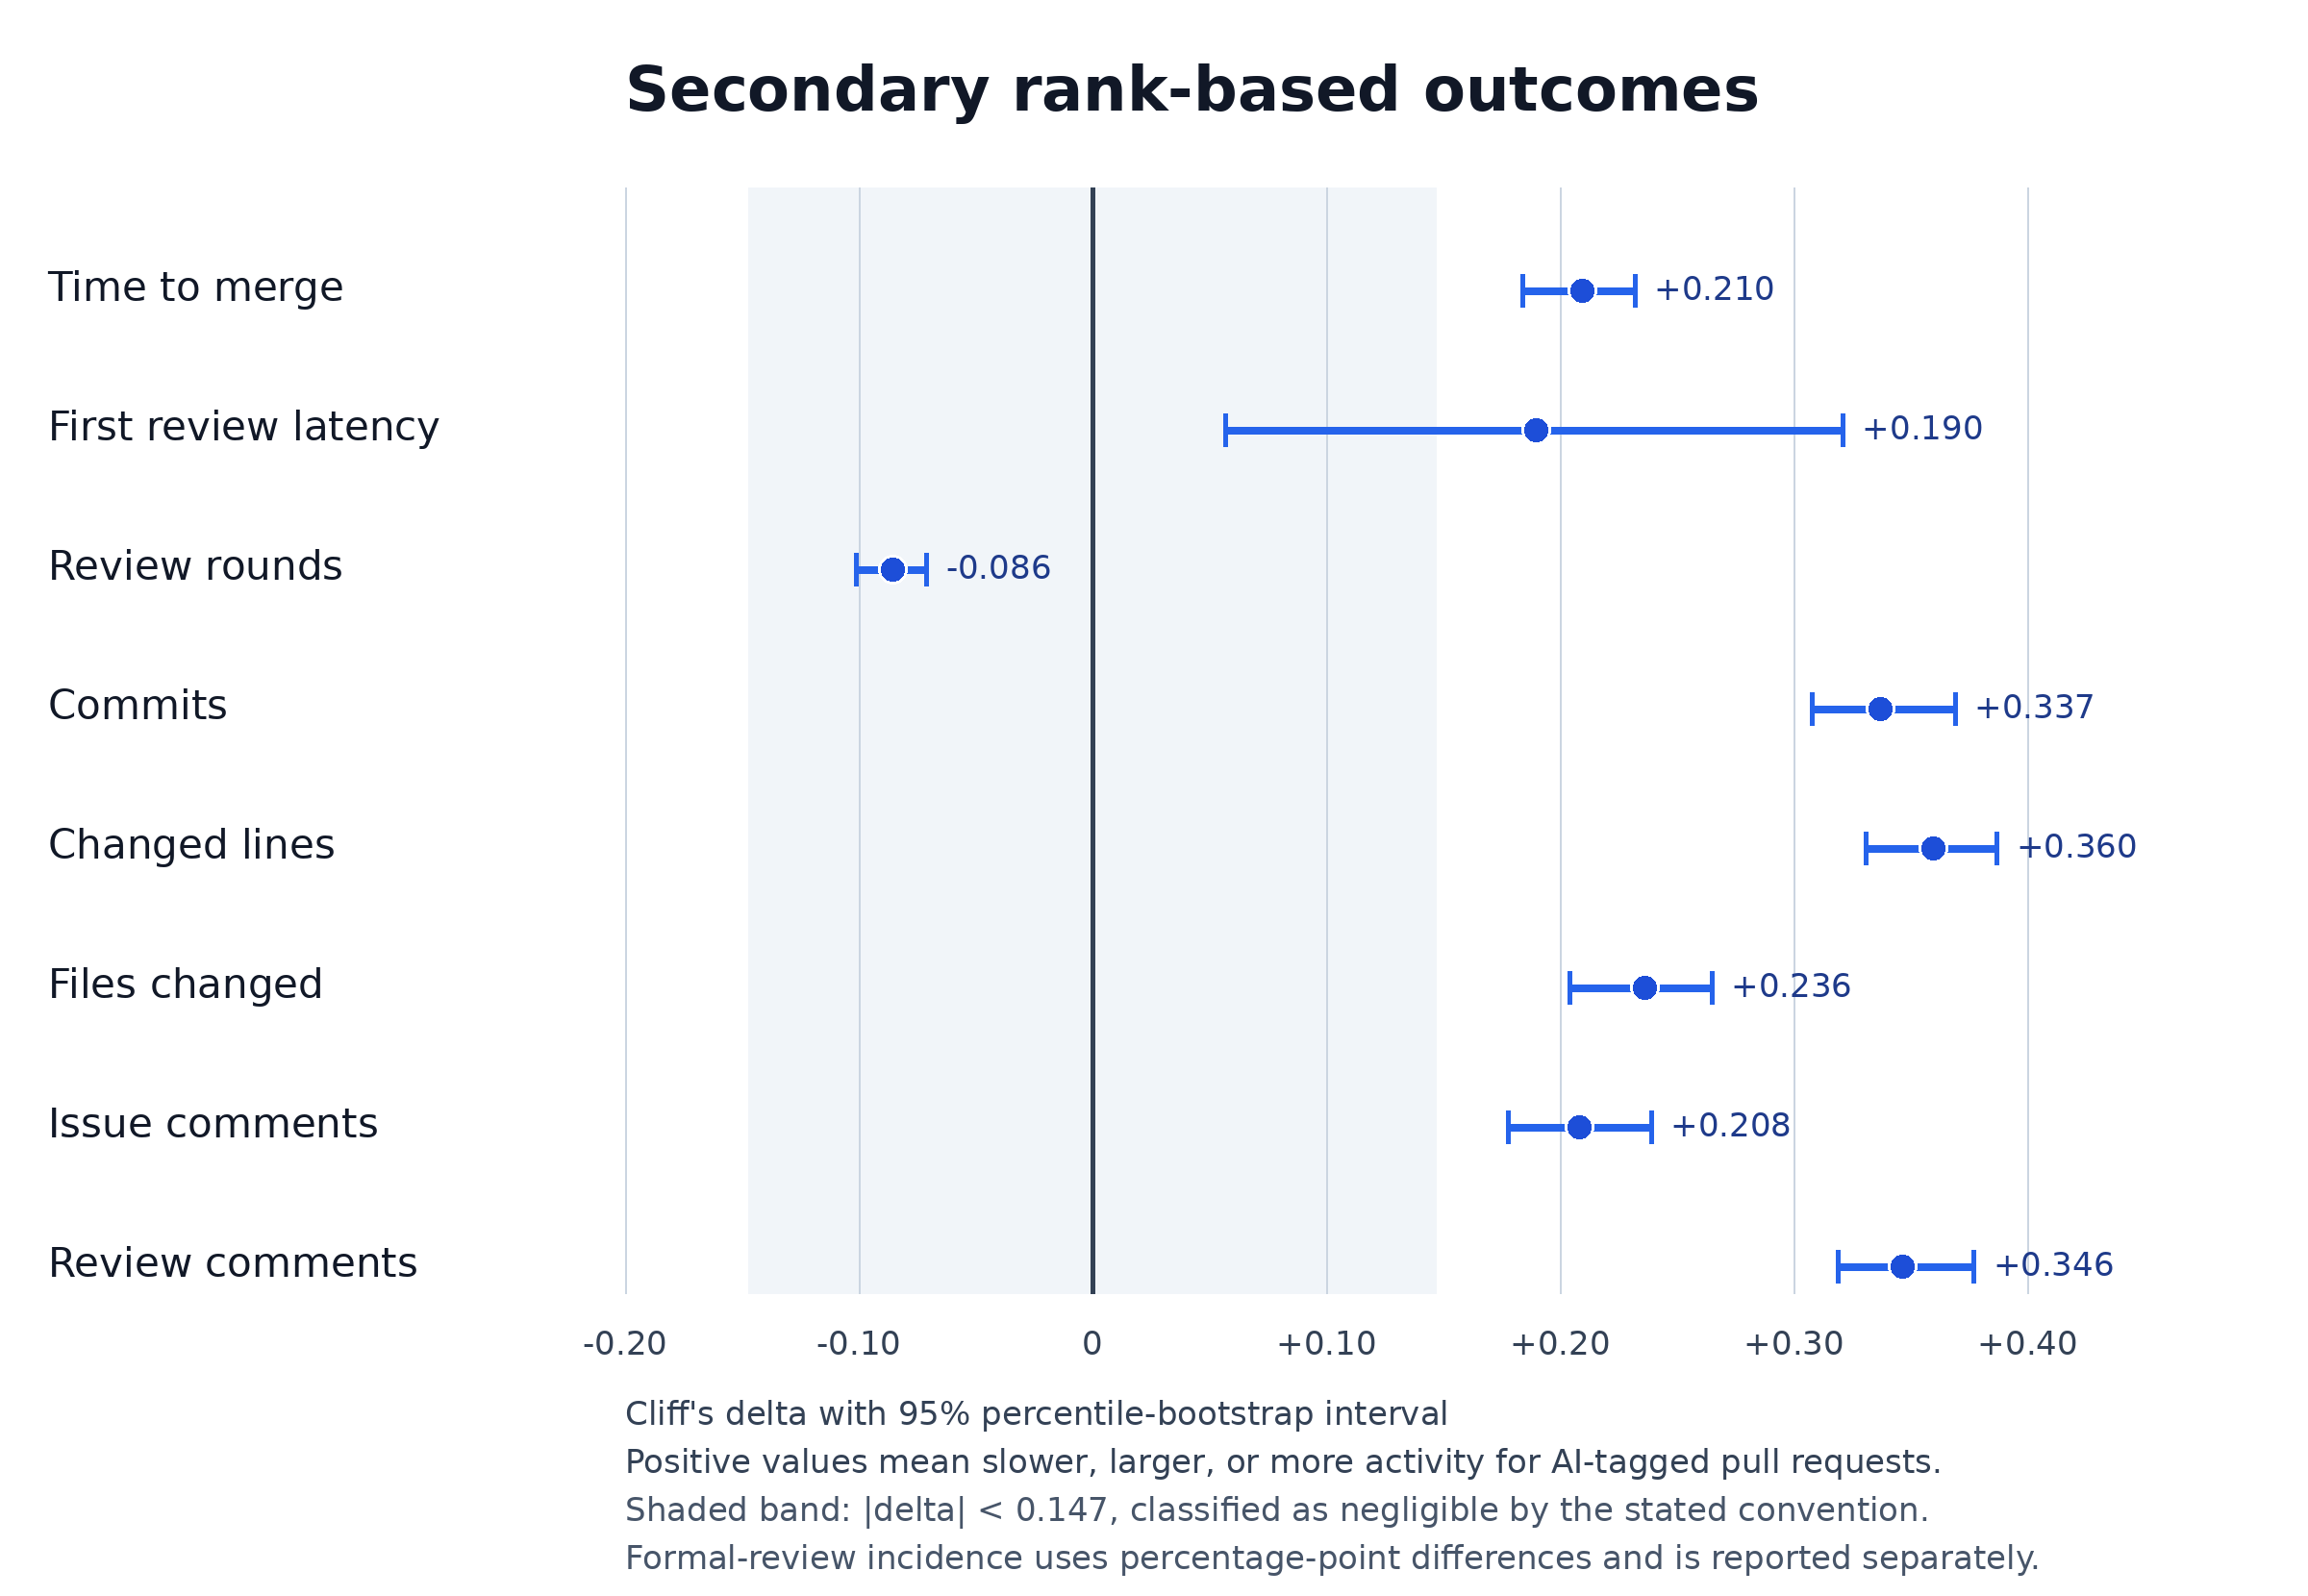 Secondary rank-based outcomes
Time to merge
+0.210
First review latency
+0.190
Review rounds
-0.086
Commits
+0.337
Changed lines
+0.360
Files changed
+0.236
Issue comments
+0.208
Review comments
+0.346
-0.20 -0.10 0 +0.10 +0.20 +0.30 +0.40
Cliff's delta with 95% percentile-bootstrap interval
Positive values mean slower, larger, or more activity for AI-tagged pull requests.
Shaded band: |delta| < 0.147, classified as negligible by the stated convention.
Formal-review incidence uses percentage-point differences and is reported separately.